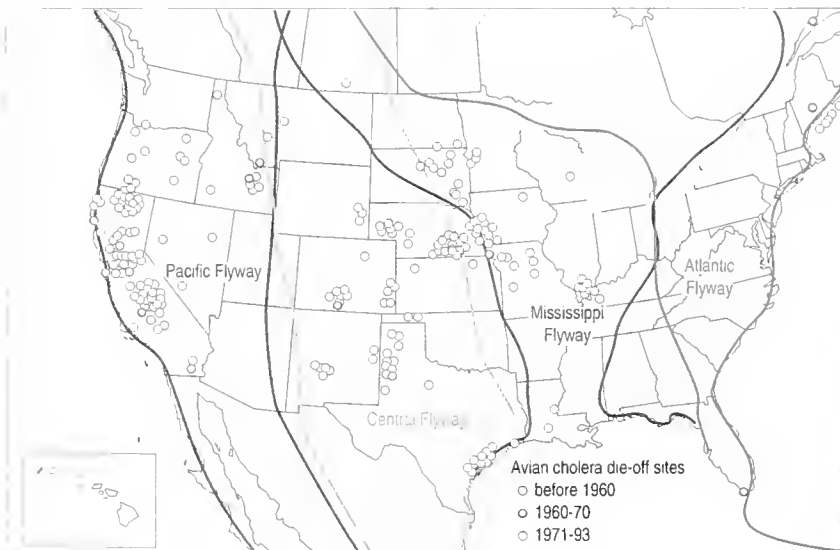 Pacific Flyway
Atlantic
Flyway
Mississippi
Flyway
Central Flyway
Avian cholera die-off sites
before 1960
1960-70
1971-93